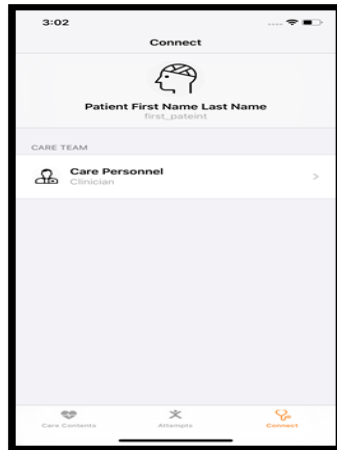 3:02
Connect
Patient First Name Last Name
first_pateint
CARE TEAM
Care Personnel
Clinician
Care Contents
Attempts
Connect